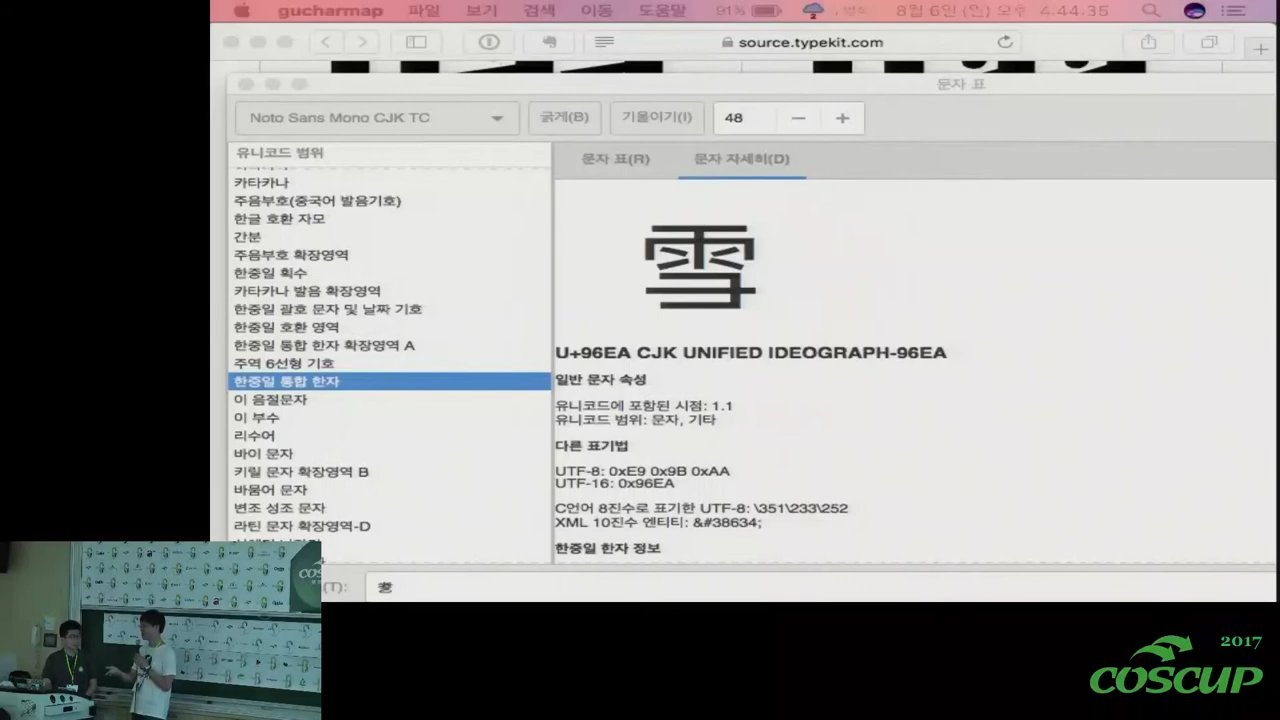 gucharmap 파일 보기 검색 이동 도움말 91% 8월 6일 (일) 오후 4.44.35
source.typekit.com
문자 표
Noto Sans Mono CJK TC 굵게(B) 기울이기(I) 48
유니코드 범위
문자 표(R) 문자 자세히(D)
카타카나
주음부호(중국어 발음기호)
한글 호환 자모
간분
주음부호 확장영역
한중일 획수
카타카나 발음 확장영역
한중일 괄호 문자 및 날짜 기호
한중일 호환 영역
한중일 통합 한자 확장영역 A
주역 6선형 기호
한중일 통합 한자
이 음절문자
이 부수
리수어
바이 문자
키릴 문자 확장영역 B
바뭄어 문자
변조 성조 문자
라틴 문자 확장영역-D
雪
U+96EA CJK UNIFIED IDEOGRAPH-96EA
일반 문자 속성
유니코드에 포함된 시점: 1.1
유니코드 범위: 문자, 기타
다른 표기법
UTF-8: 0xE9 0x9B 0xAA
UTF-16: 0x96EA
C언어 8진수로 표기한 UTF-8: \351\233\252
XML 10진수 엔티티: &#38634;
한중일 한자 정보
(T):
2017
COSCUP